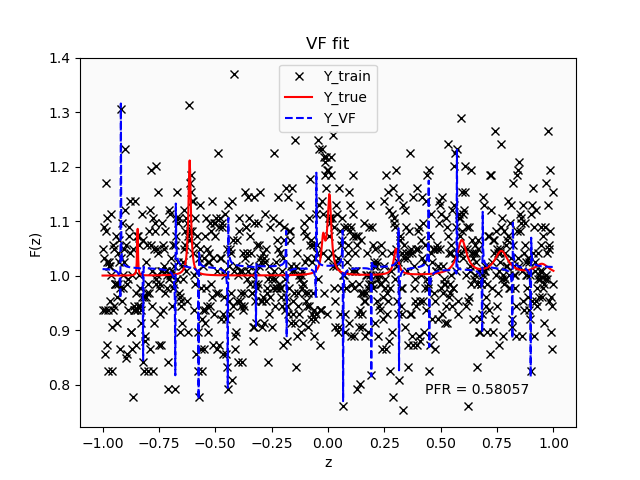 VF fit
Y_train
Y_true
Y_VF
1.4
1.3
1.2
1.1
1.0
0.9
0.8
F(z)
PFR = 0.58057
−1.00 −0.75 −0.50 −0.25 0.00 0.25 0.50 0.75 1.00
z